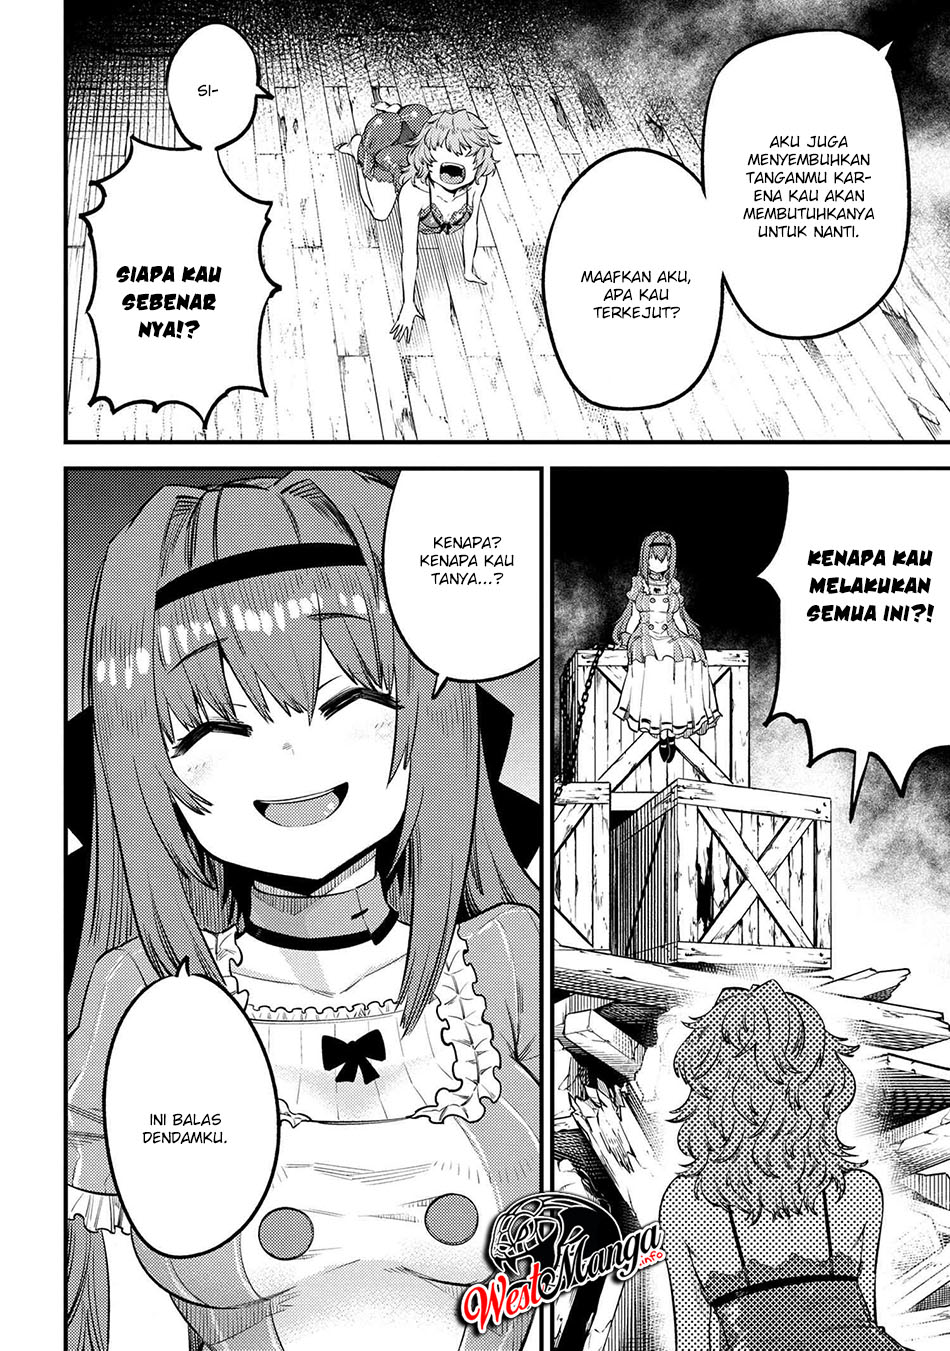 AKU JUGA
MENYEMBUHKAN
TANGANMU KAR-
ENA KAU AKAN
MEMBUTUHKANYA
UNTUK NANTI.
MAAFKAN AKU,
APA KAU
TERKEJUT?
SI-
SIAPA KAU
SEBENAR
NYA!?
KENAPA KAU
MELAKUKAN
SEMUA INI?!
KENAPA?
KENAPA KAU
TANYA...?
INI BALAS
DENDAMKU.
WestManga.info